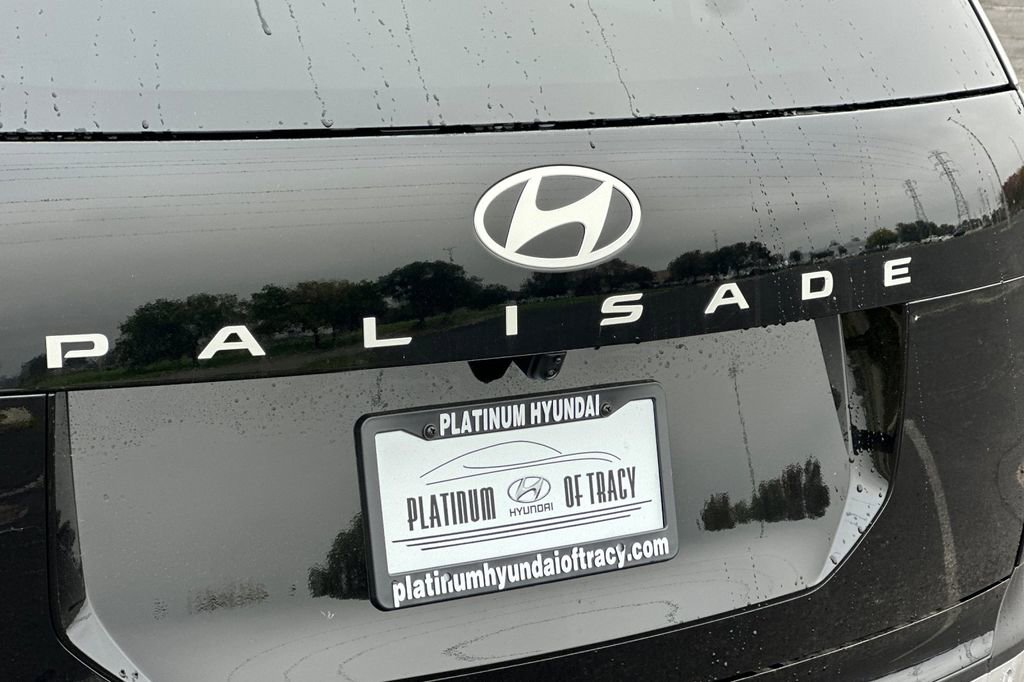 PALISADE
PLATINUM HYUNDAI
PLATINUM HYUNDAI OF TRACY
platinumhyundaioftracy.com